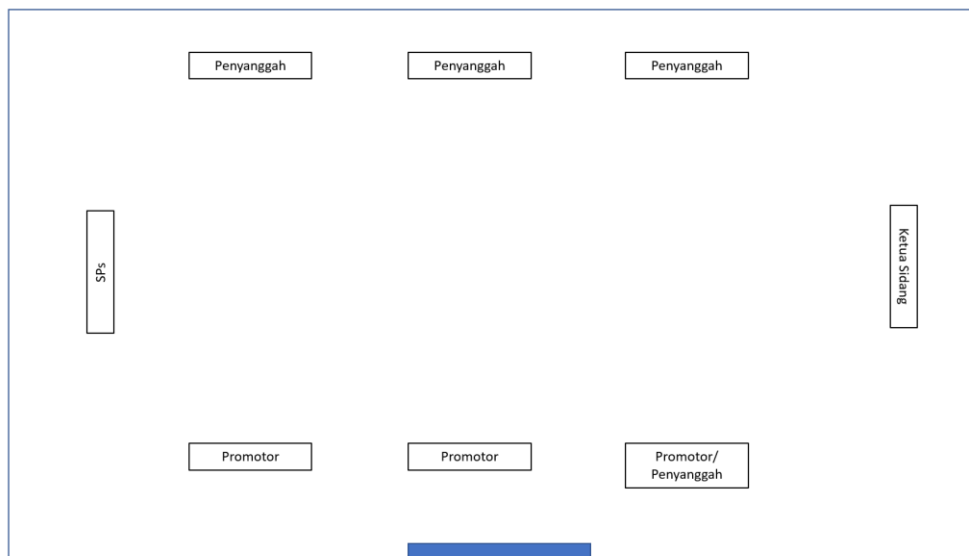 Penyanggah
Penyanggah
Penyanggah
SPs
Ketua Sidang
Promotor
Promotor
Promotor/
Penyanggah